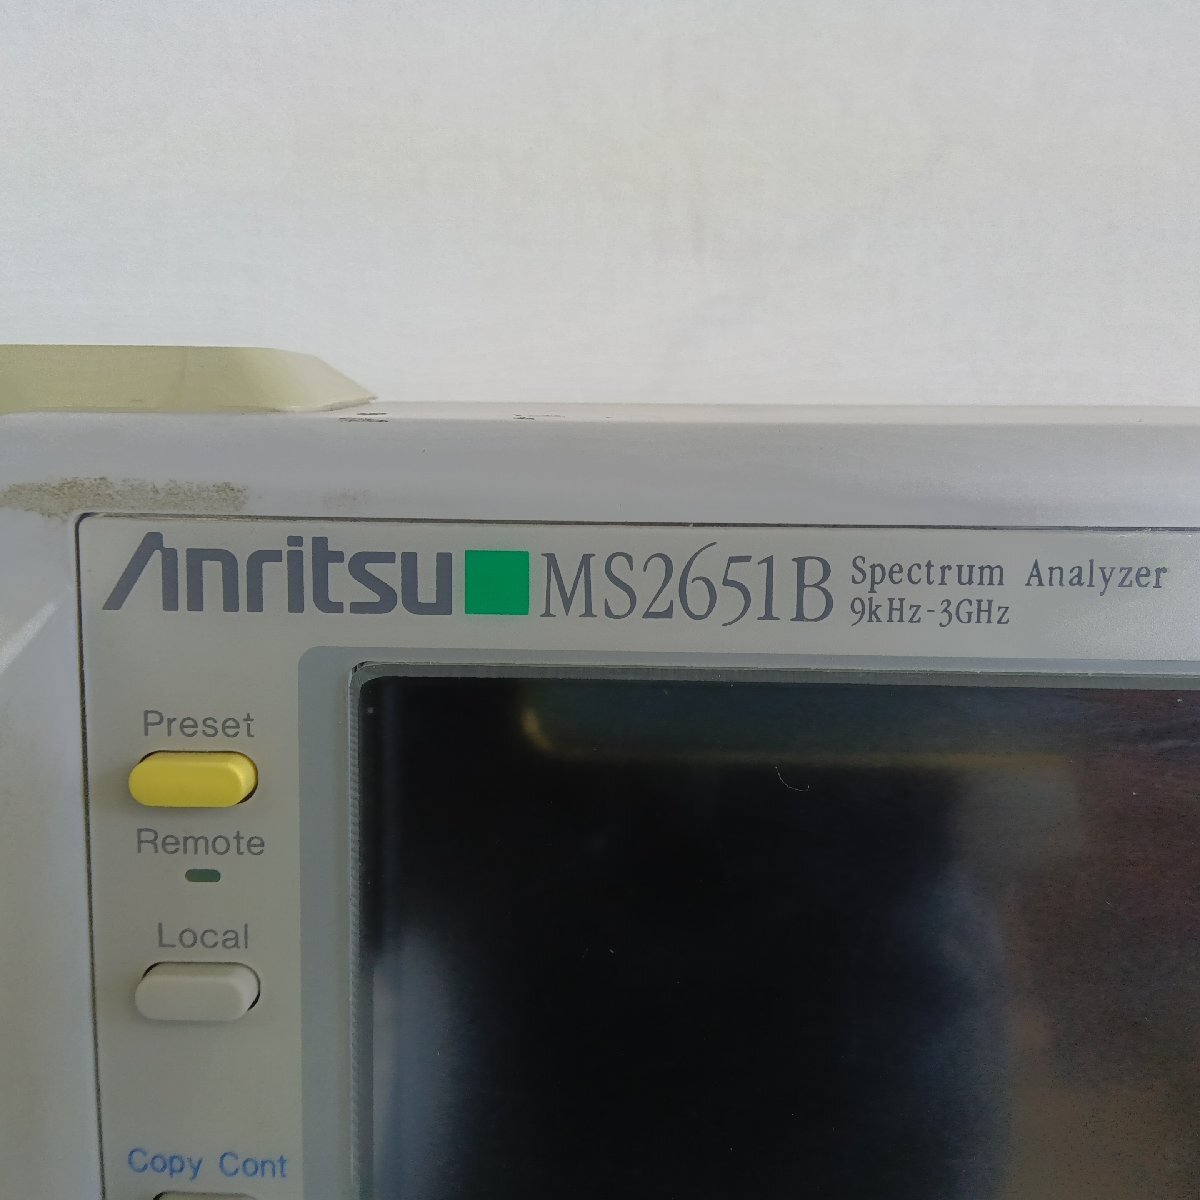 Anritsu MS2651B Spectrum Analyzer
9kHz-3GHz
Preset
Remote
Local
Copy Cont